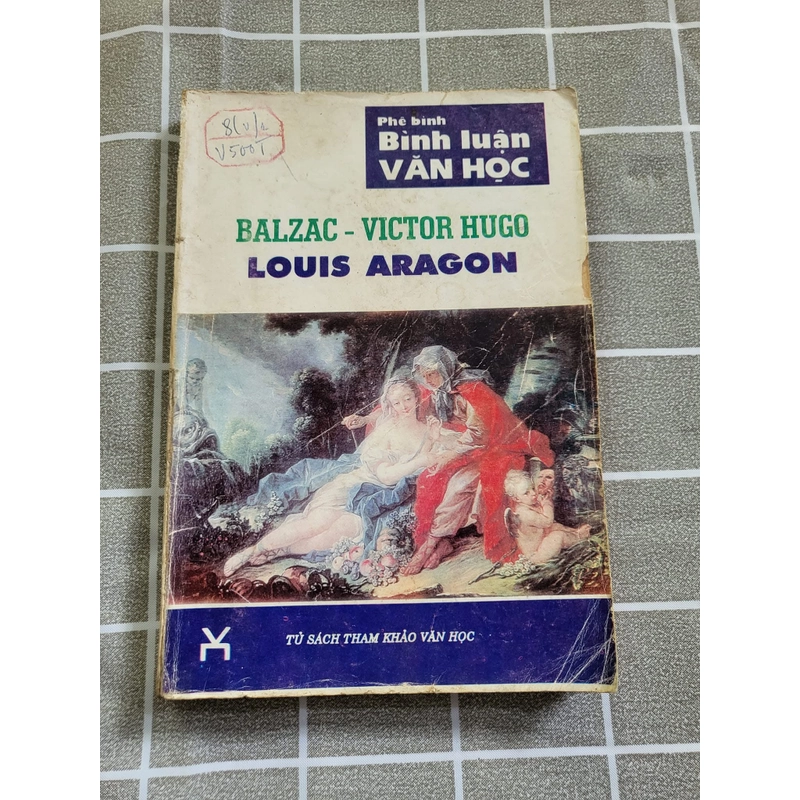 8(V)2
V500T
Phê bình
Bình luận
VĂN HỌC
BALZAC - VICTOR HUGO
LOUIS ARAGON
TỦ SÁCH THAM KHẢO VĂN HỌC